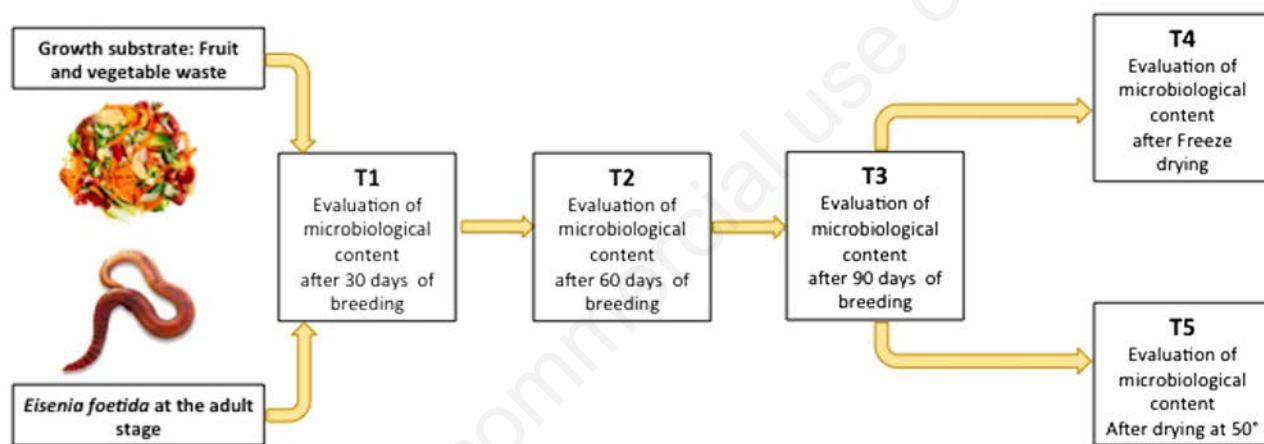 Growth substrate: Fruit
and vegetable waste
Eisenia foetida at the adult
stage
T1
Evaluation of
microbiological
content
after 30 days of
breeding
T2
Evaluation of
microbiological
content
after 60 days of
breeding
T3
Evaluation of
microbiological
content
after 90 days of
breeding
T4
Evaluation of
microbiological
content
after Freeze
drying
T5
Evaluation of
microbiological
content
After drying at 50°
commercial use